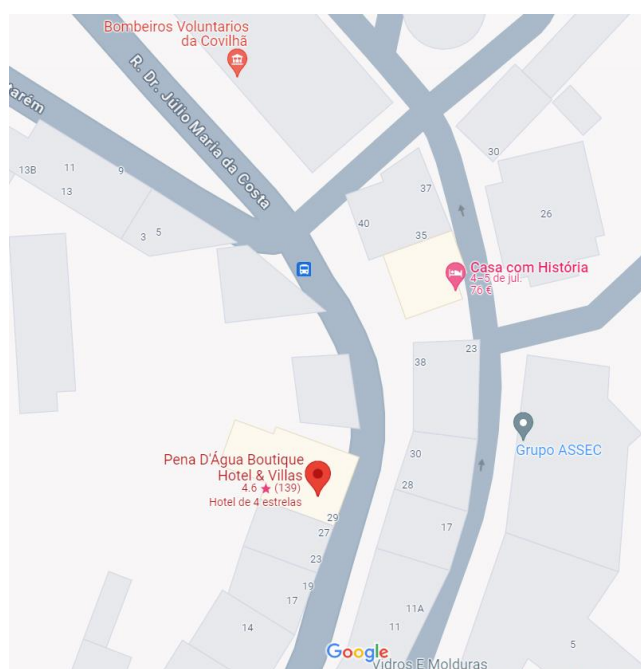 Bombeiros Voluntarios
da Covilhã
R. Dr. Júlio Maria da Costa
arém
30
13B
11
9
13
37
40
35
26
3
5
Casa com História
4–5 de jul.
76 €
23
38
Grupo ASSEC
Pena D'Água Boutique
Hotel & Villas
4.6 ★ (139)
Hotel de 4 estrelas
30
28
29
27
17
23
19
17
14
11A
11
5
Google
Vidros E Molduras